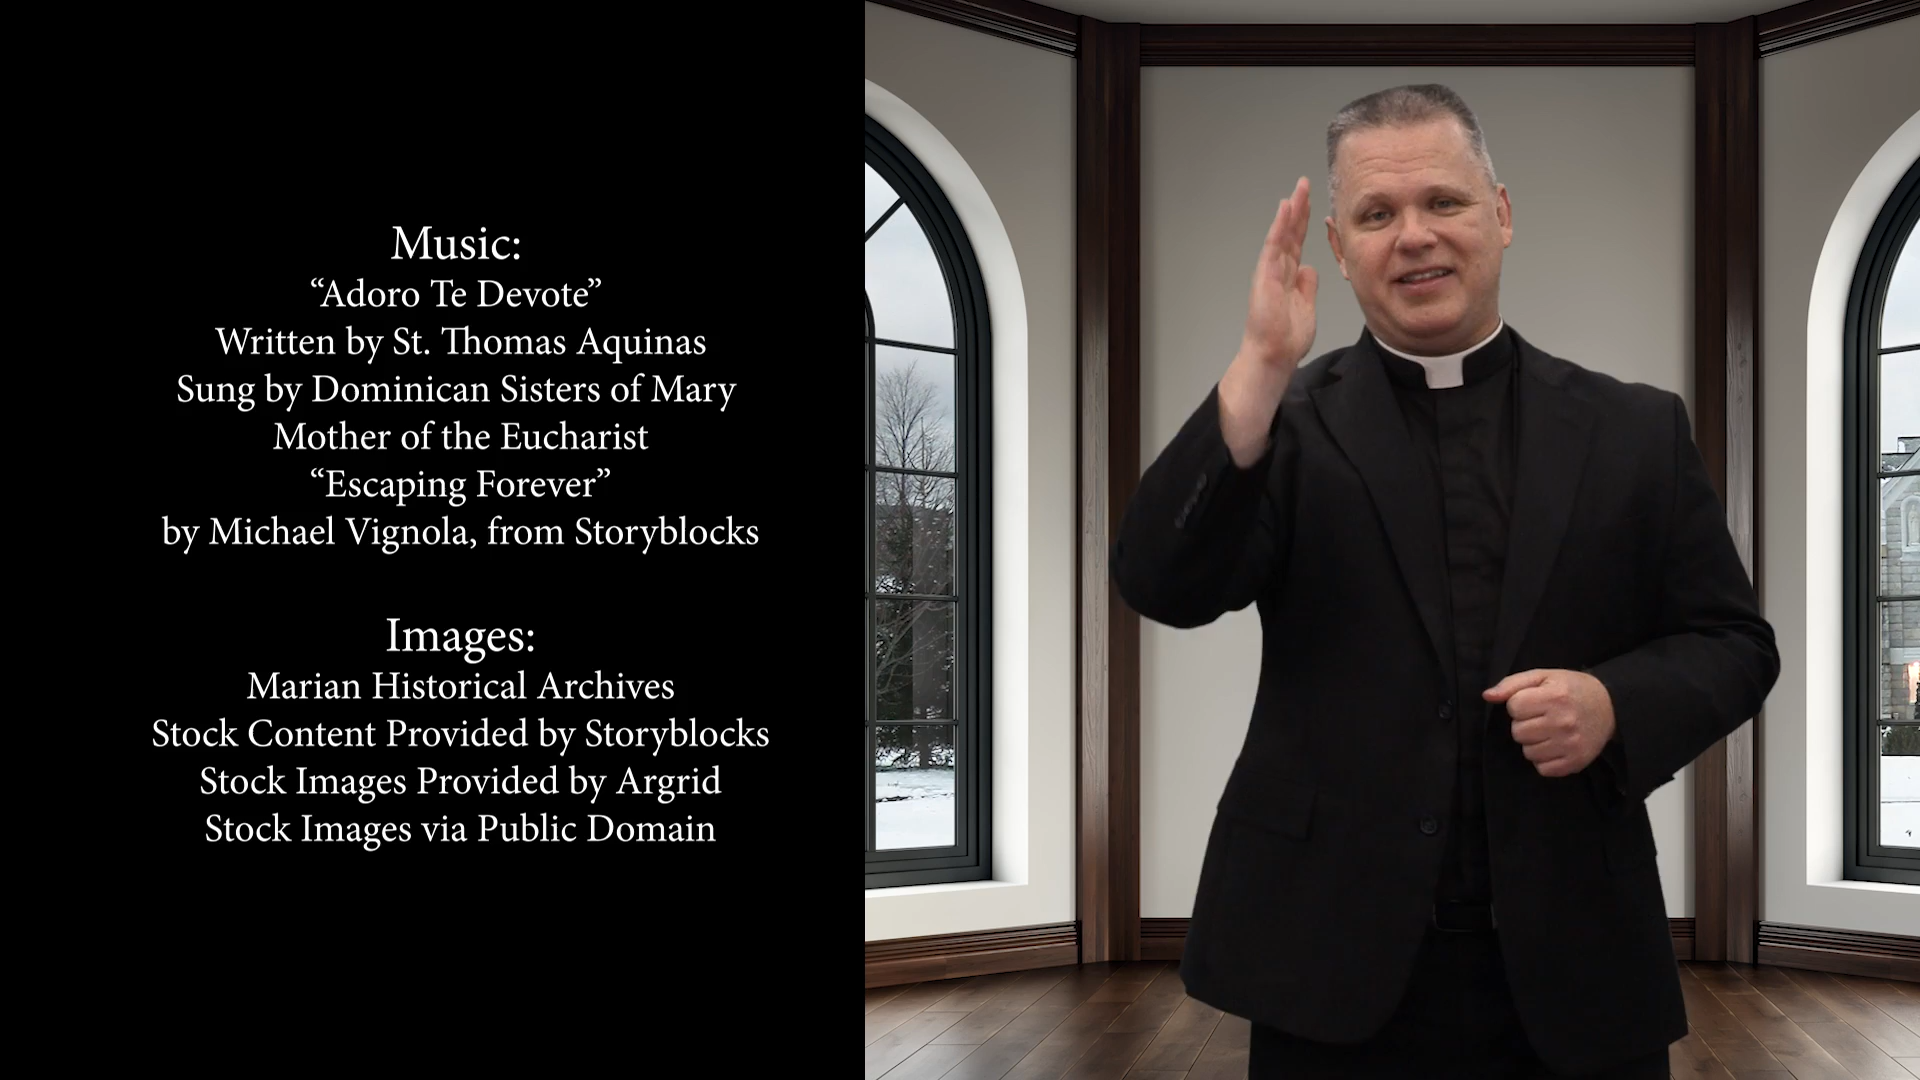 Music:
“Adoro Te Devote”
Written by St. Thomas Aquinas
Sung by Dominican Sisters of Mary
Mother of the Eucharist
“Escaping Forever”
by Michael Vignola, from Storyblocks
Images:
Marian Historical Archives
Stock Content Provided by Storyblocks
Stock Images Provided by Argrid
Stock Images via Public Domain